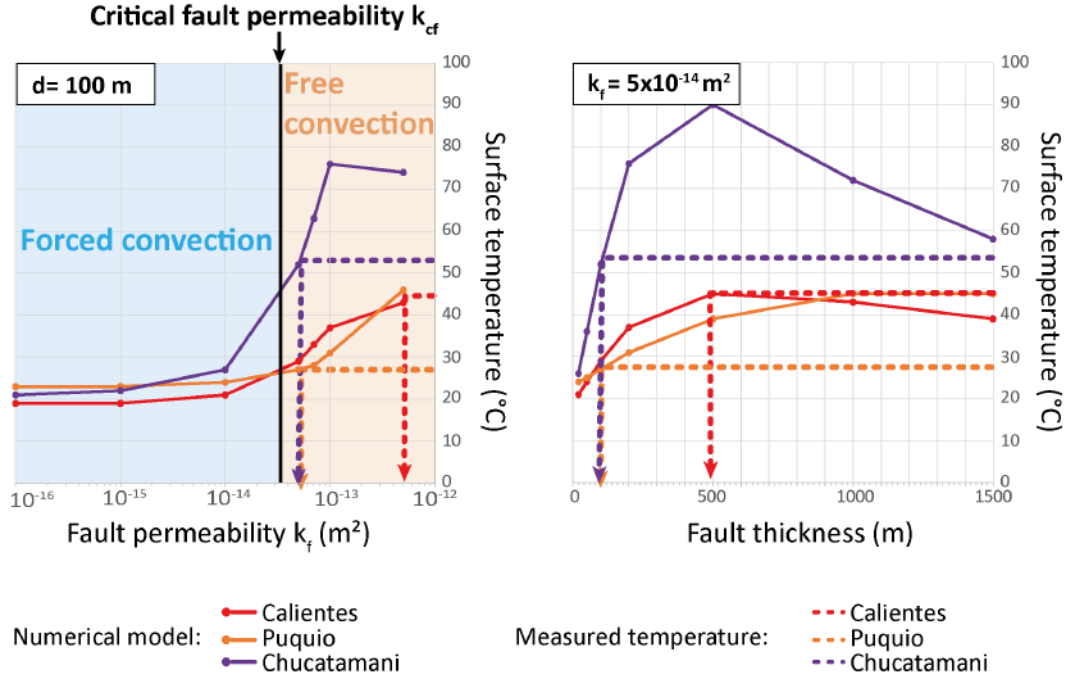 Critical fault permeability kcf
d= 100 m
Free
convection
Forced convection
100
90
80
70
60
50
40
30
20
10
0
Surface temperature (°C)
10-16 10-15 10-14 10-13 10-12
Fault permeability kf (m²)
kf = 5x10-14 m²
100
90
80
70
60
50
40
30
20
10
0
Surface temperature (°C)
0 500 1000 1500
Fault thickness (m)
Numerical model:
Calientes
Puquio
Chucatamani
Measured temperature:
Calientes
Puquio
Chucatamani